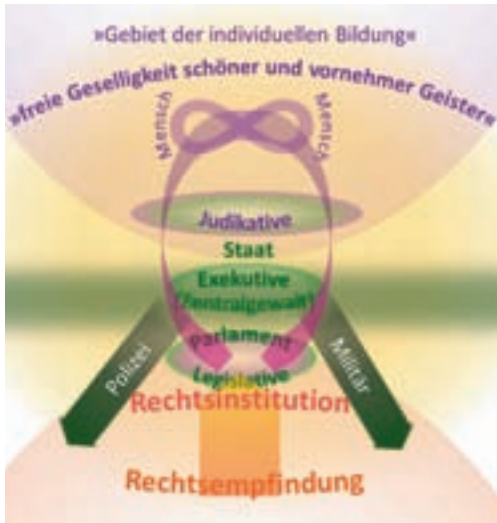 »Gebiet der individuellen Bildung«
»freie Geselligkeit schöner und vornehmer Geister«
Mensch
Mensch
Judikative
Staat
Exekutive
(Zentralgewalt)
Polizei
Parlament
Militär
Legislative
Rechtsinstitution
Rechtsempfindung